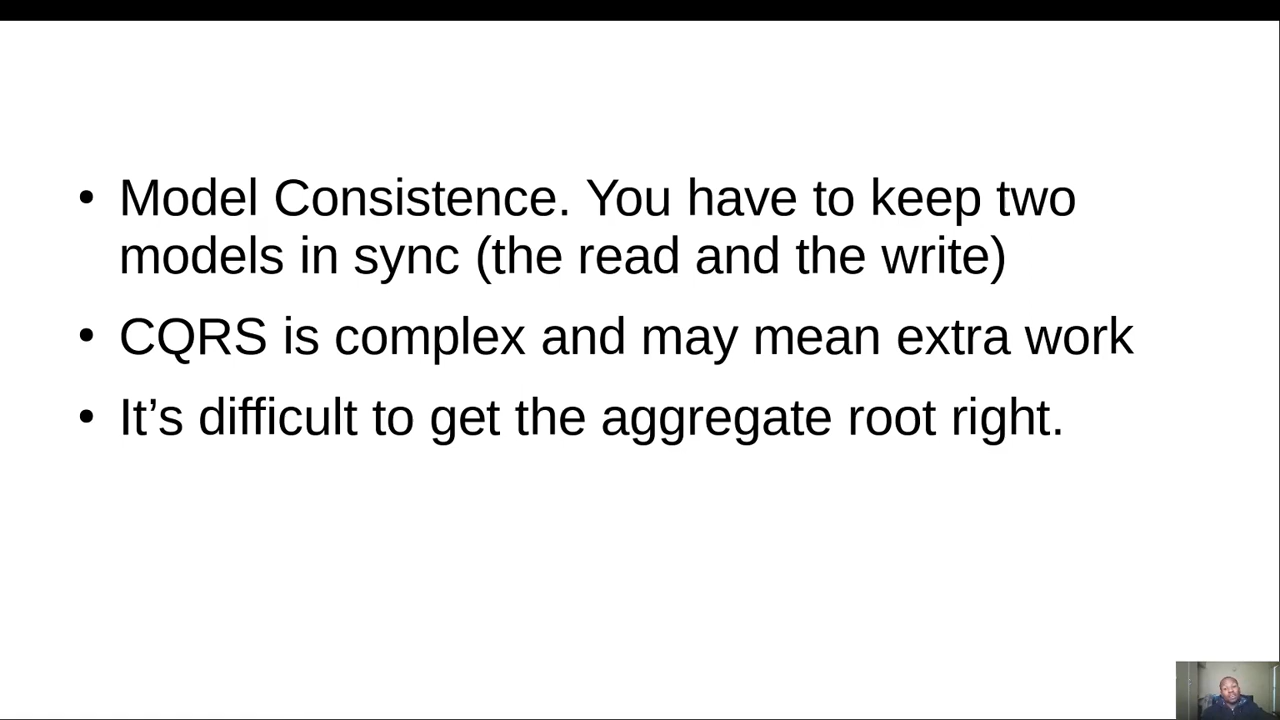 • Model Consistence. You have to keep two
models in sync (the read and the write)
• CQRS is complex and may mean extra work
• It’s difficult to get the aggregate root right.